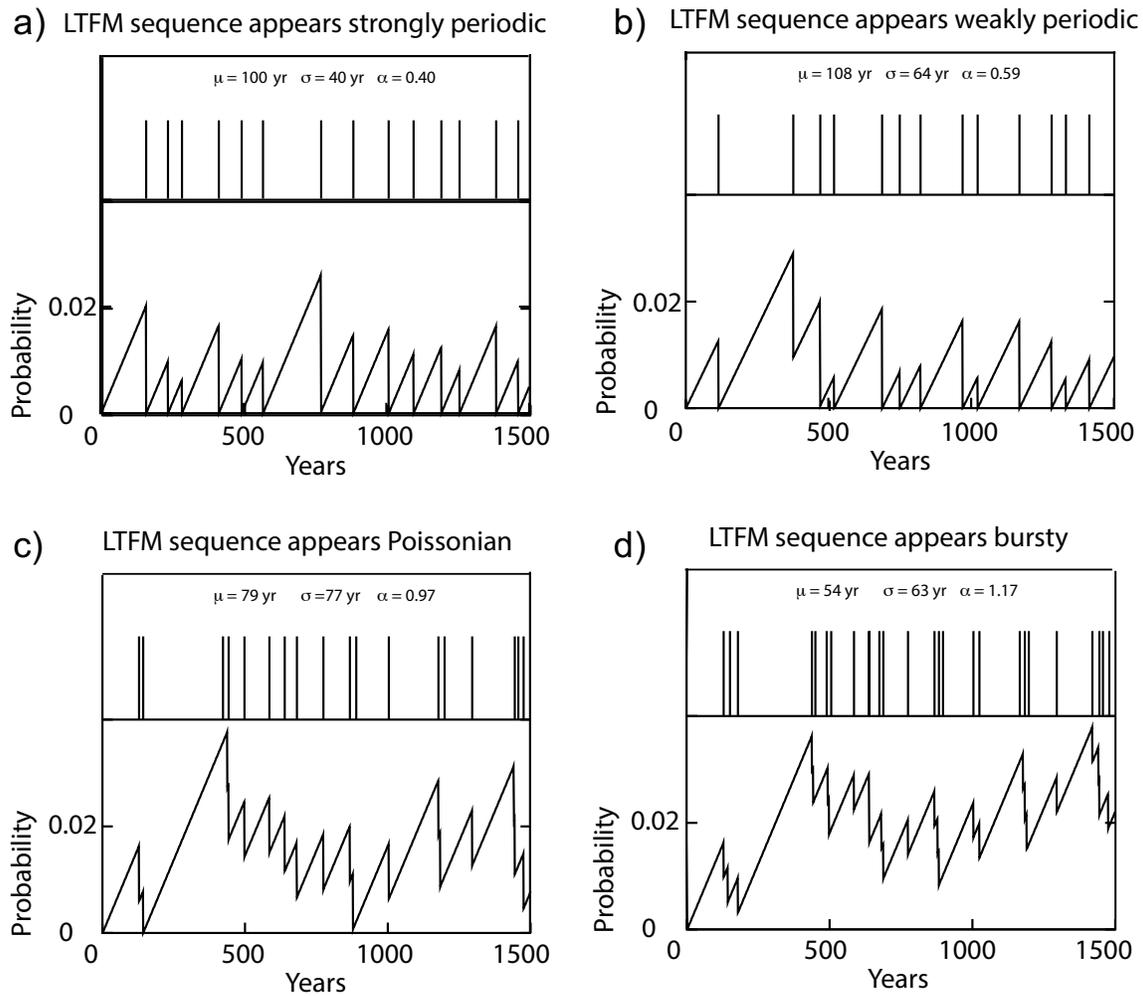 a) LTFM sequence appears strongly periodic
μ = 100 yr σ = 40 yr α = 0.40
Probability
0.02
0
0 500 1000 1500
Years
b) LTFM sequence appears weakly periodic
μ = 108 yr σ = 64 yr α = 0.59
Probability
0.02
0
0 500 1000 1500
Years
c) LTFM sequence appears Poissonian
μ = 79 yr σ =77 yr α = 0.97
Probability
0.02
0
0 500 1000 1500
Years
d) LTFM sequence appears bursty
μ = 54 yr σ = 63 yr α = 1.17
Probability
0.02
0
0 500 1000 1500
Years